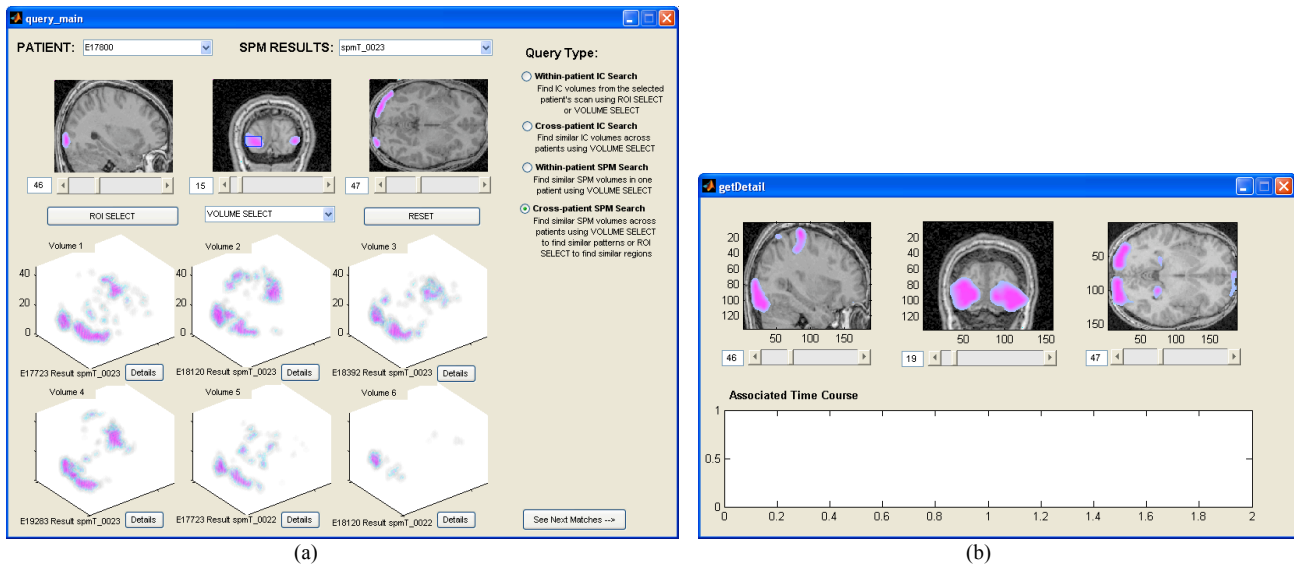 query_main
PATIENT: E17800 SPM RESULTS: spmT_0023
Query Type:
Within-patient IC Search
Find IC volumes from the selected
patient's scan using ROI SELECT
or VOLUME SELECT
Cross-patient IC Search
Find similar IC volumes across
patients using VOLUME SELECT
Within-patient SPM Search
Find similar SPM volumes in one
patient using VOLUME SELECT
Cross-patient SPM Search
Find similar SPM volumes across
patients using VOLUME SELECT
to find similar patterns or ROI
SELECT to find similar regions
46 15 47
ROI SELECT VOLUME SELECT RESET
Volume 1 Volume 2 Volume 3
40 40 40
20 20 20
0 0 0
E17723 Result spmT_0023 Details E18120 Result spmT_0023 Details E18392 Result spmT_0023 Details
Volume 4 Volume 5 Volume 6
E19283 Result spmT_0023 Details E17723 Result spmT_0022 Details E18120 Result spmT_0022 Details
See Next Matches -->
(a)
getDetail
20 20
40 40 50
60 60
80 80 100
100 100
120 120 150
50 100 150 50 100 150 50 100 150
46 19 47
Associated Time Course
1
0.5
0
0 0.2 0.4 0.6 0.8 1 1.2 1.4 1.6 1.8 2
(b)